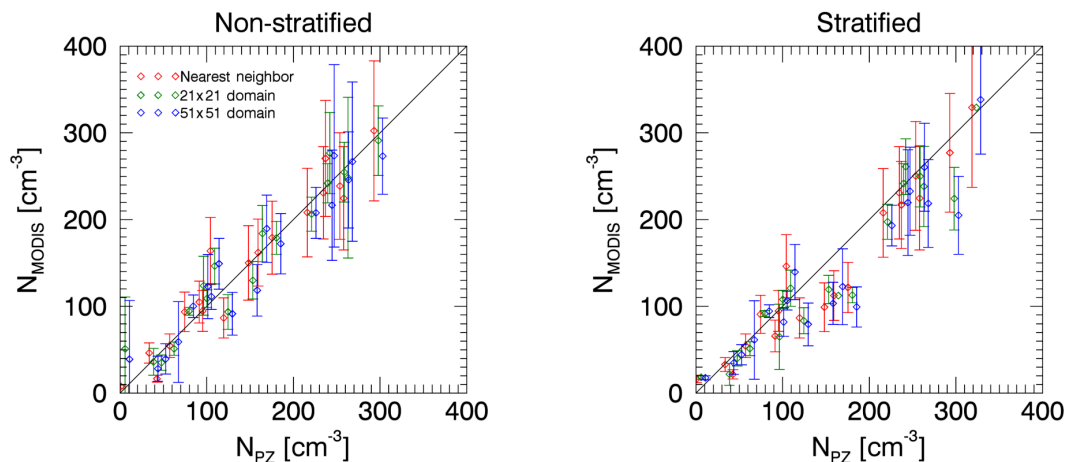 Non-stratified
400
300
200
100
0
N_MODIS [cm^-3]
Nearest neighbor
21x21 domain
51x51 domain
0 100 200 300 400
N_PZ [cm^-3]
Stratified
400
300
200
100
0
N_MODIS [cm^-3]
0 100 200 300 400
N_PZ [cm^-3]